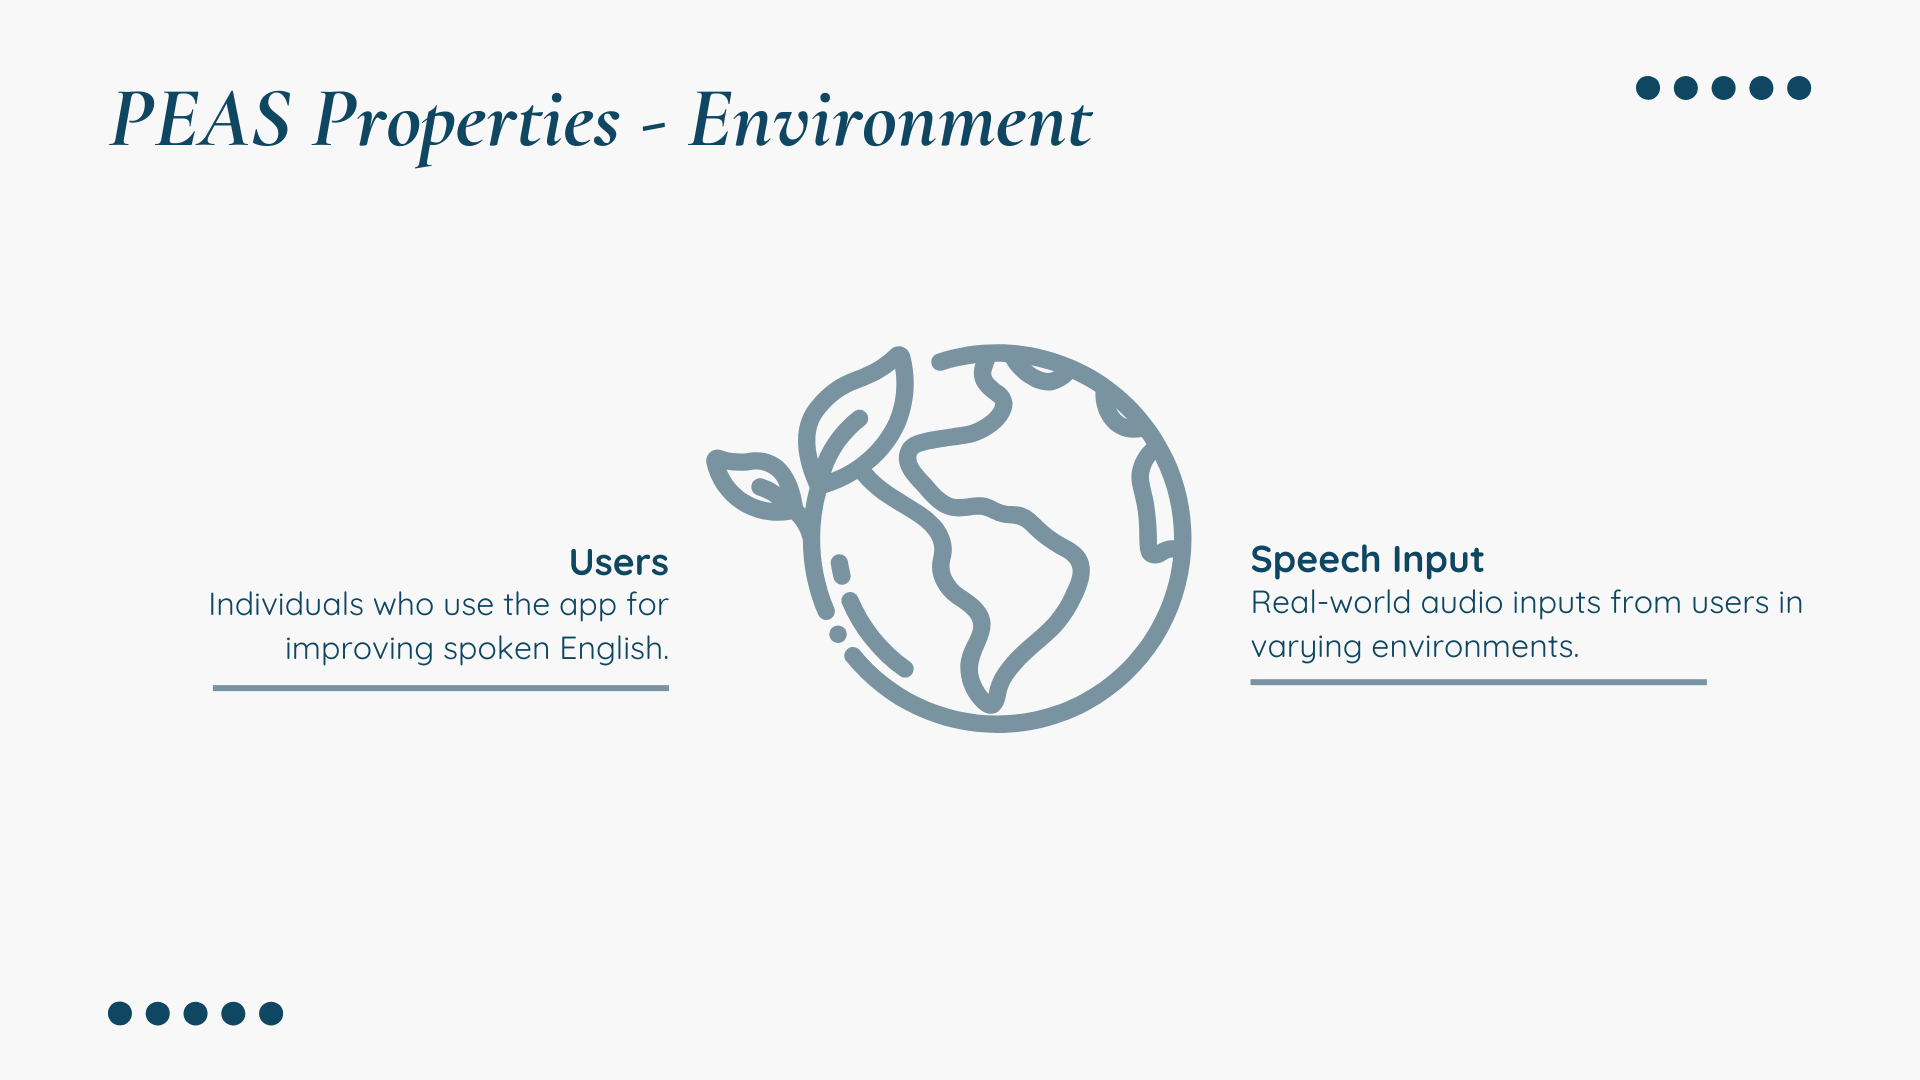 PEAS Properties - Environment
Users
Individuals who use the app for
improving spoken English.
Speech Input
Real-world audio inputs from users in
varying environments.